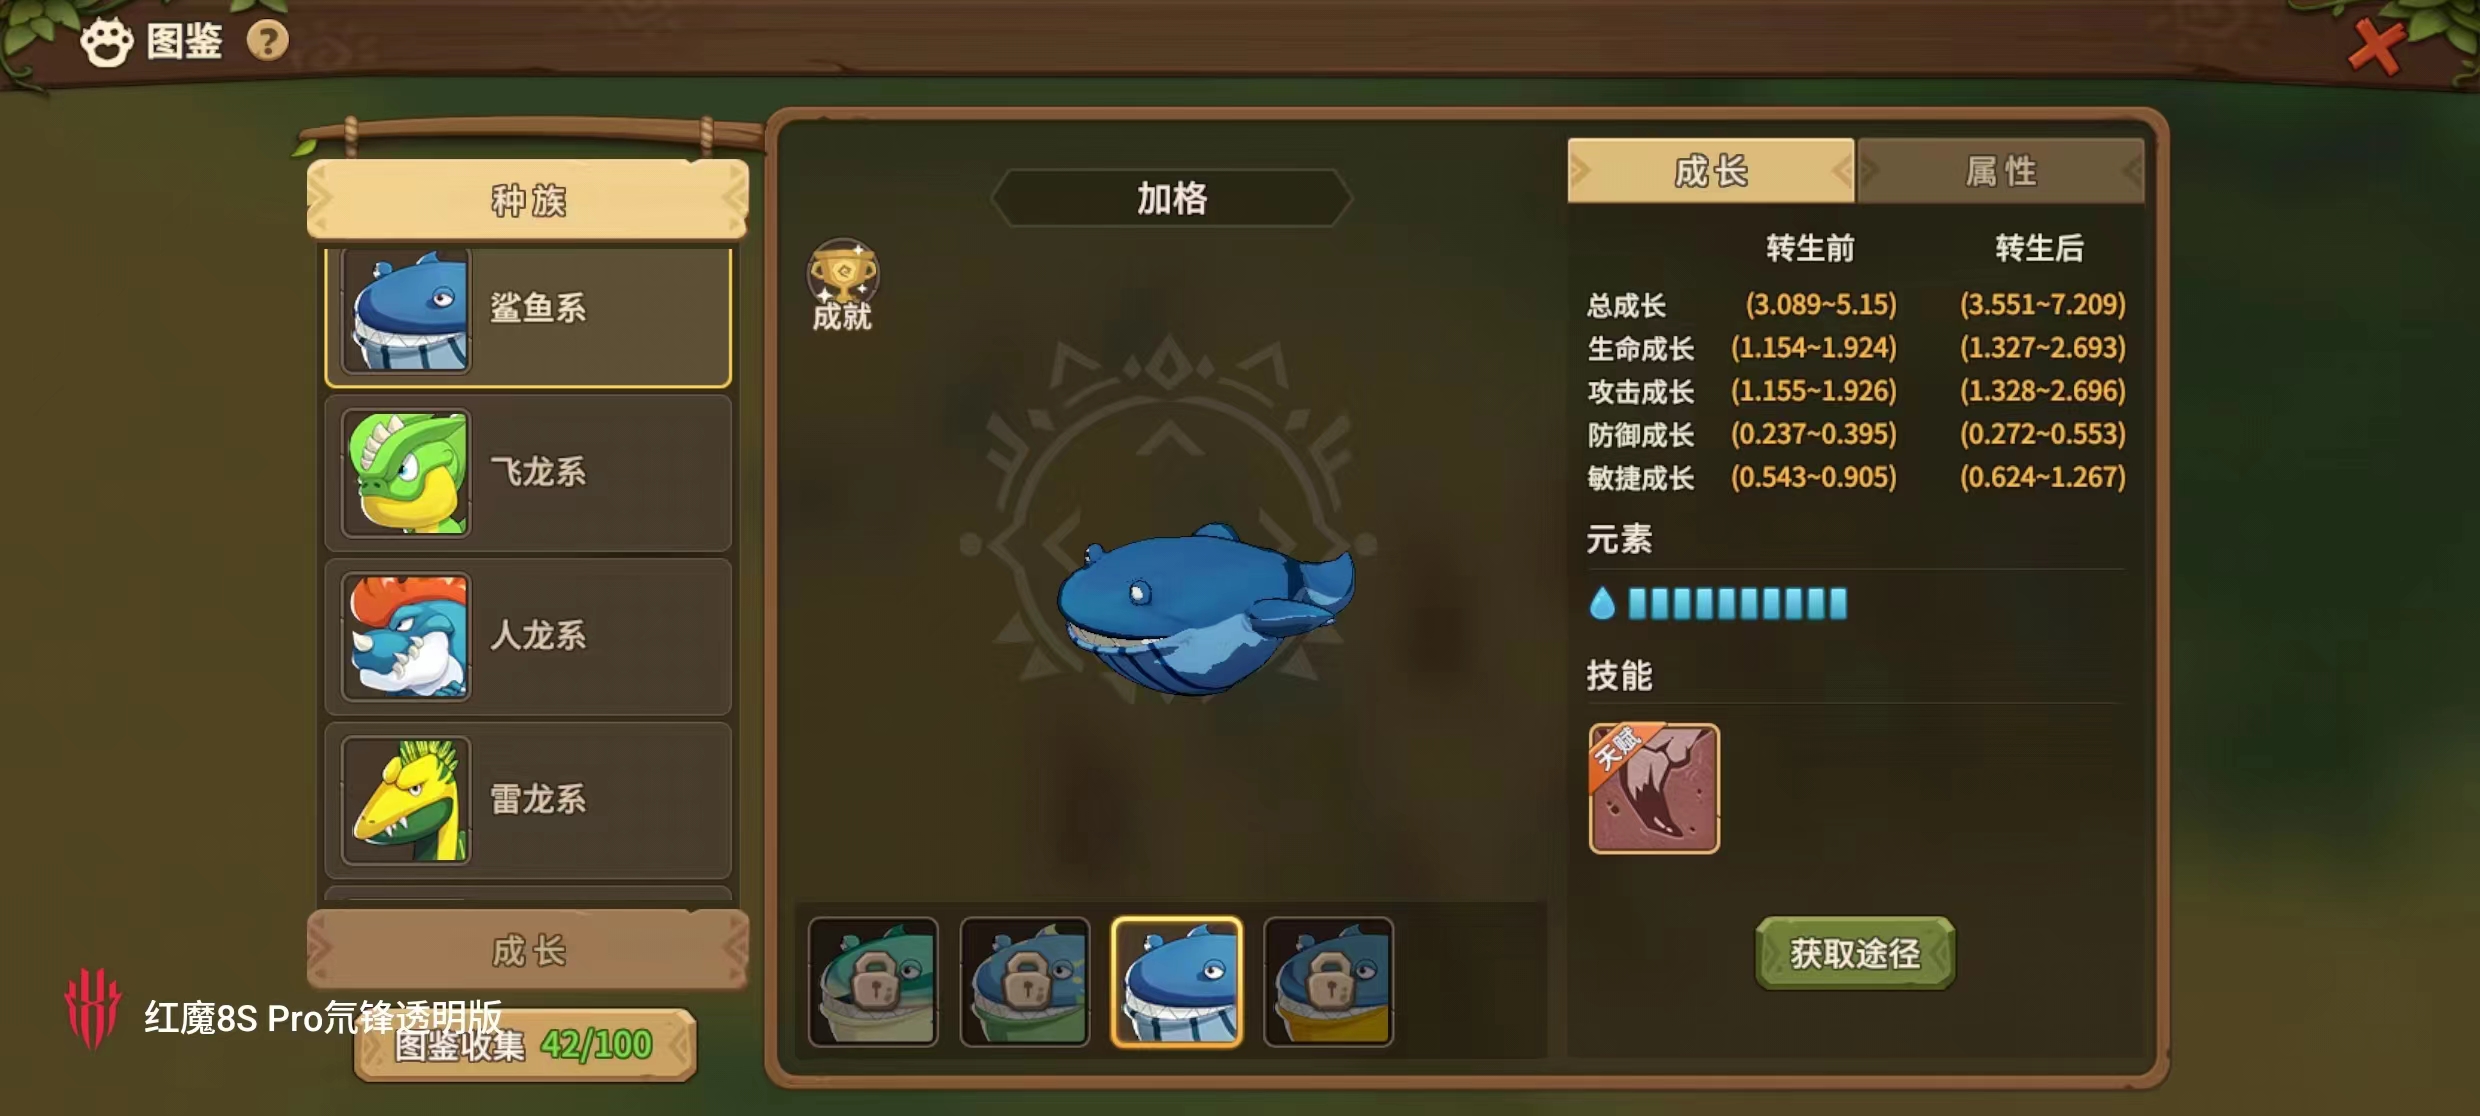 图鉴 ?
种族
鲨鱼系
飞龙系
人龙系
雷龙系
成长
红魔8S Pro氘锋透明版
图鉴收集 42/100
加格
成就
成长 属性
转生前 转生后
总成长 (3.089~5.15) (3.551~7.209)
生命成长 (1.154~1.924) (1.327~2.693)
攻击成长 (1.155~1.926) (1.328~2.696)
防御成长 (0.237~0.395) (0.272~0.553)
敏捷成长 (0.543~0.905) (0.624~1.267)
元素
技能
天赋
获取途径